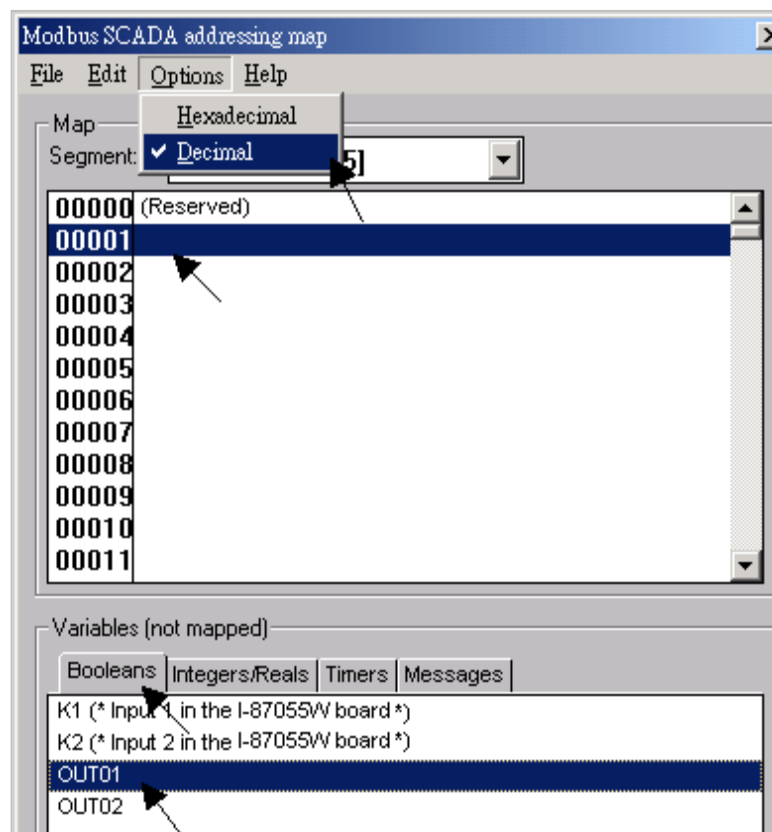 Modbus SCADA addressing map
File Edit Options Help
Hexadecimal
Map
Segment: ✔ Decimal 5]
00000 (Reserved)
00001
00002
00003
00004
00005
00006
00007
00008
00009
00010
00011
Variables (not mapped)
Booleans Integers/Reals Timers Messages
K1 (* Input 1 in the I-87055W board *)
K2 (* Input 2 in the I-87055W board *)
OUT01
OUT02